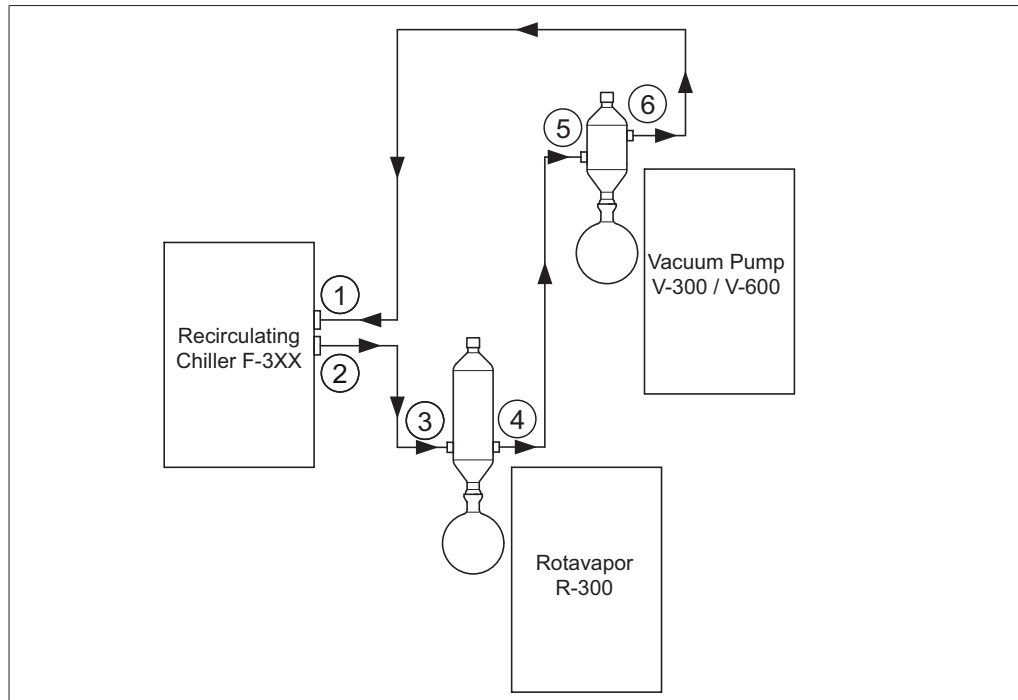 6
5
Vacuum Pump
V-300 / V-600
1
Recirculating
Chiller F-3XX
2
3
4
Rotavapor
R-300